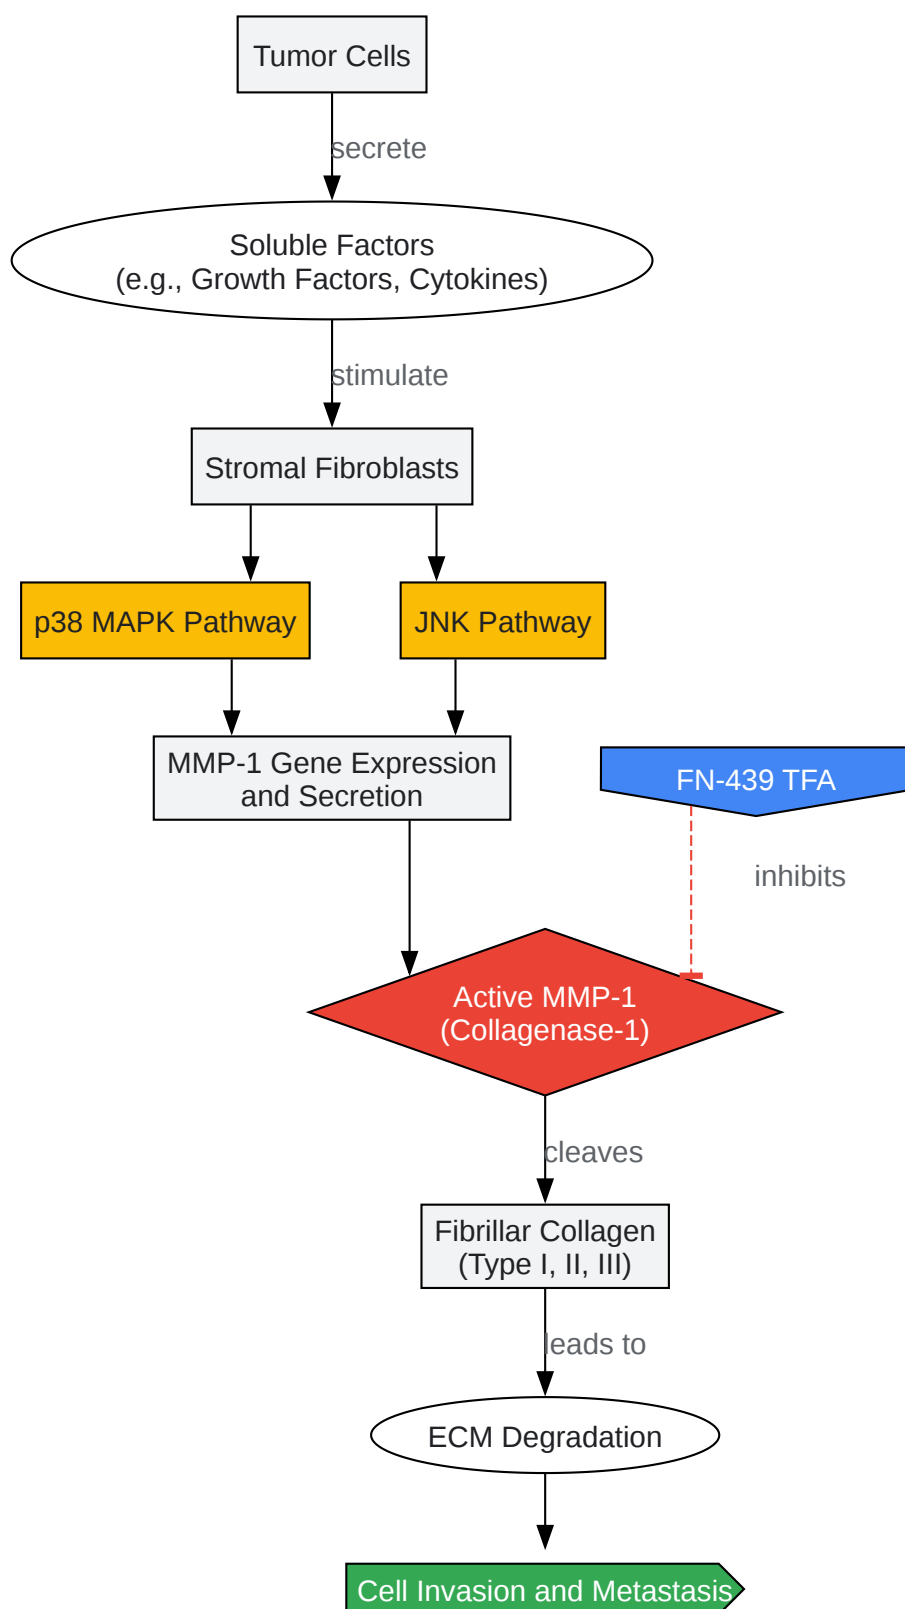 Tumor Cells
secrete
Soluble Factors
(e.g., Growth Factors, Cytokines)
stimulate
Stromal Fibroblasts
p38 MAPK Pathway
JNK Pathway
MMP-1 Gene Expression
and Secretion
FN-439 TFA
inhibits
Active MMP-1
(Collagenase-1)
cleaves
Fibrillar Collagen
(Type I, II, III)
leads to
ECM Degradation
Cell Invasion and Metastasis